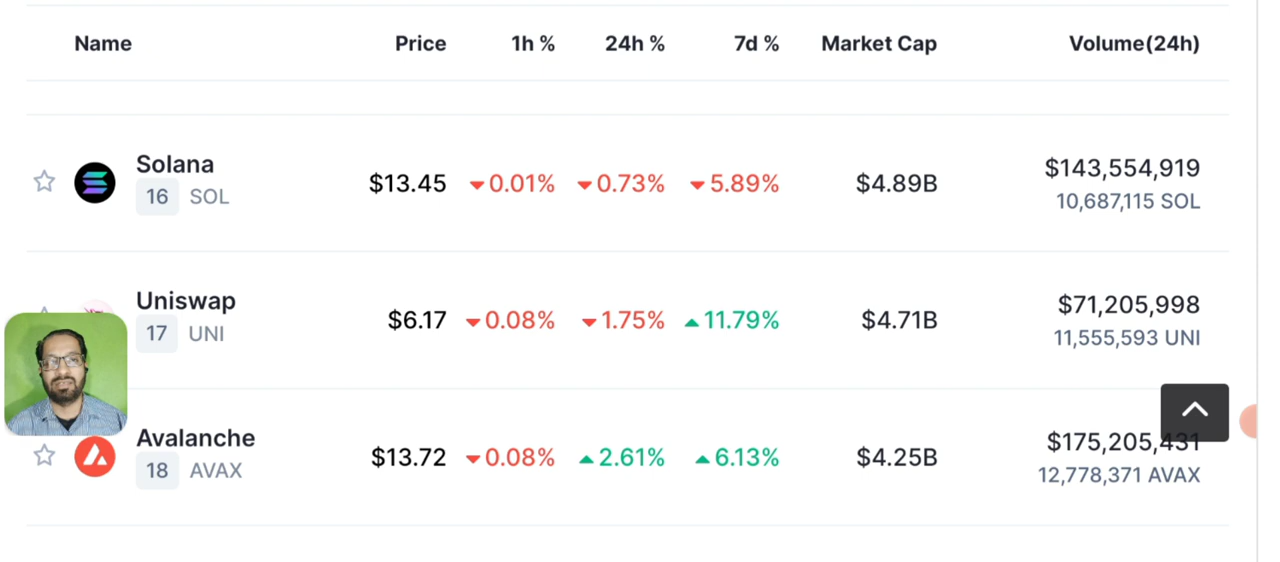 Name Price 1h % 24h % 7d % Market Cap Volume(24h)
Solana
16 SOL
$13.45 0.01% 0.73% 5.89% $4.89B $143,554,919
10,687,115 SOL
Uniswap
17 UNI
$6.17 0.08% 1.75% 11.79% $4.71B $71,205,998
11,555,593 UNI
Avalanche
18 AVAX
$13.72 0.08% 2.61% 6.13% $4.25B $175,205,431
12,778,371 AVAX